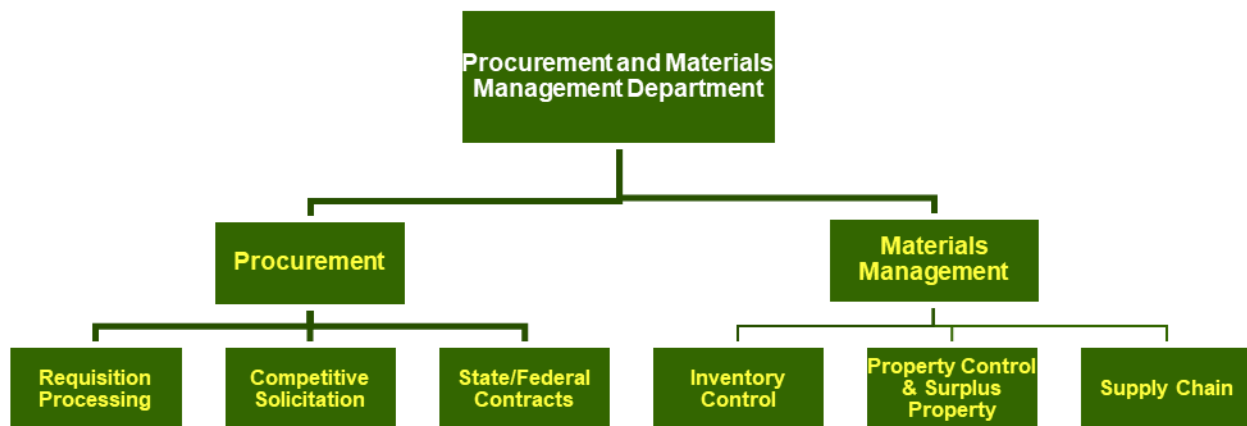 Procurement and Materials
Management Department
Procurement
Materials
Management
Requisition
Processing
Competitive
Solicitation
State/Federal
Contracts
Inventory
Control
Property Control
& Surplus
Property
Supply Chain